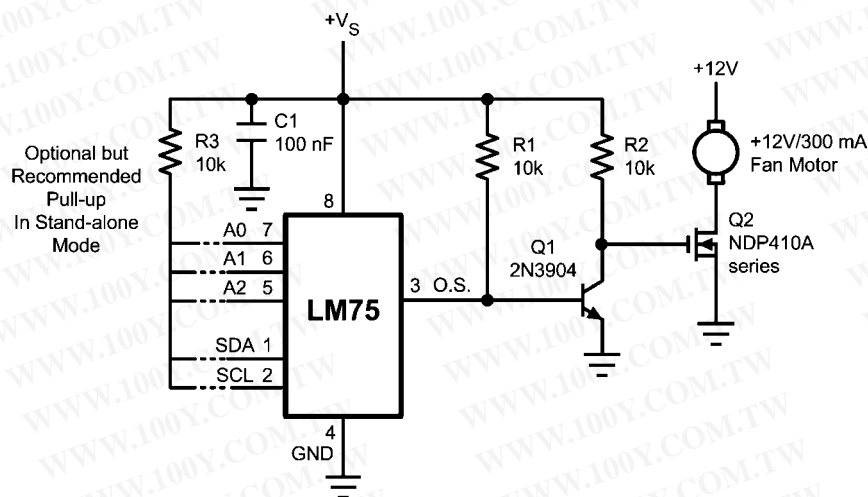 +VS
+12V
R3
10k
C1
100 nF
R1
10k
R2
10k
+12V/300 mA
Fan Motor
Optional but
Recommended
Pull-up
In Stand-alone
Mode
8
A0 7
A1 6
A2 5
SDA 1
SCL 2
LM75
3 O.S.
Q1
2N3904
Q2
NDP410A
series
4
GND
WWW.100Y.COM.TW